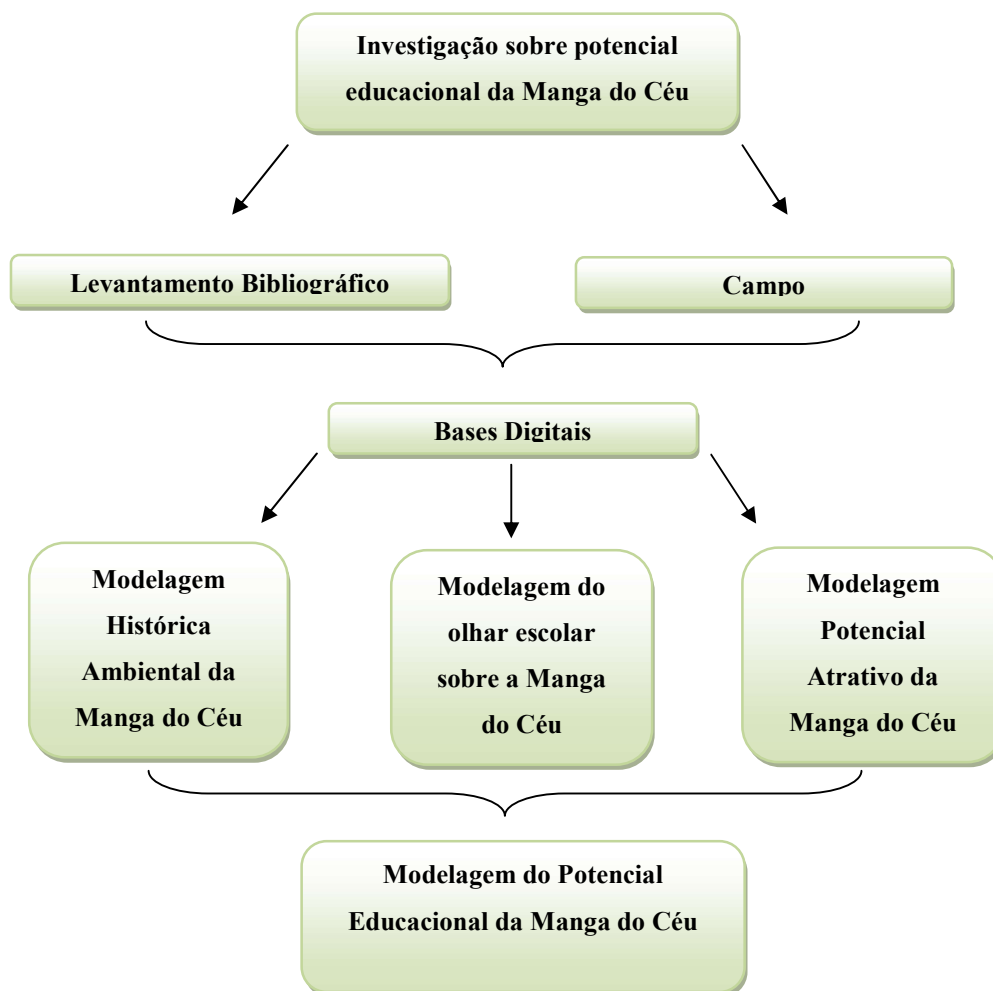 Investigação sobre potencial
educacional da Manga do Céu
Levantamento Bibliográfico
Campo
Bases Digitais
Modelagem
Histórica
Ambiental da
Manga do Céu
Modelagem do
olhar escolar
sobre a Manga
do Céu
Modelagem
Potencial
Atrativo da
Manga do Céu
Modelagem do Potencial
Educacional da Manga do Céu